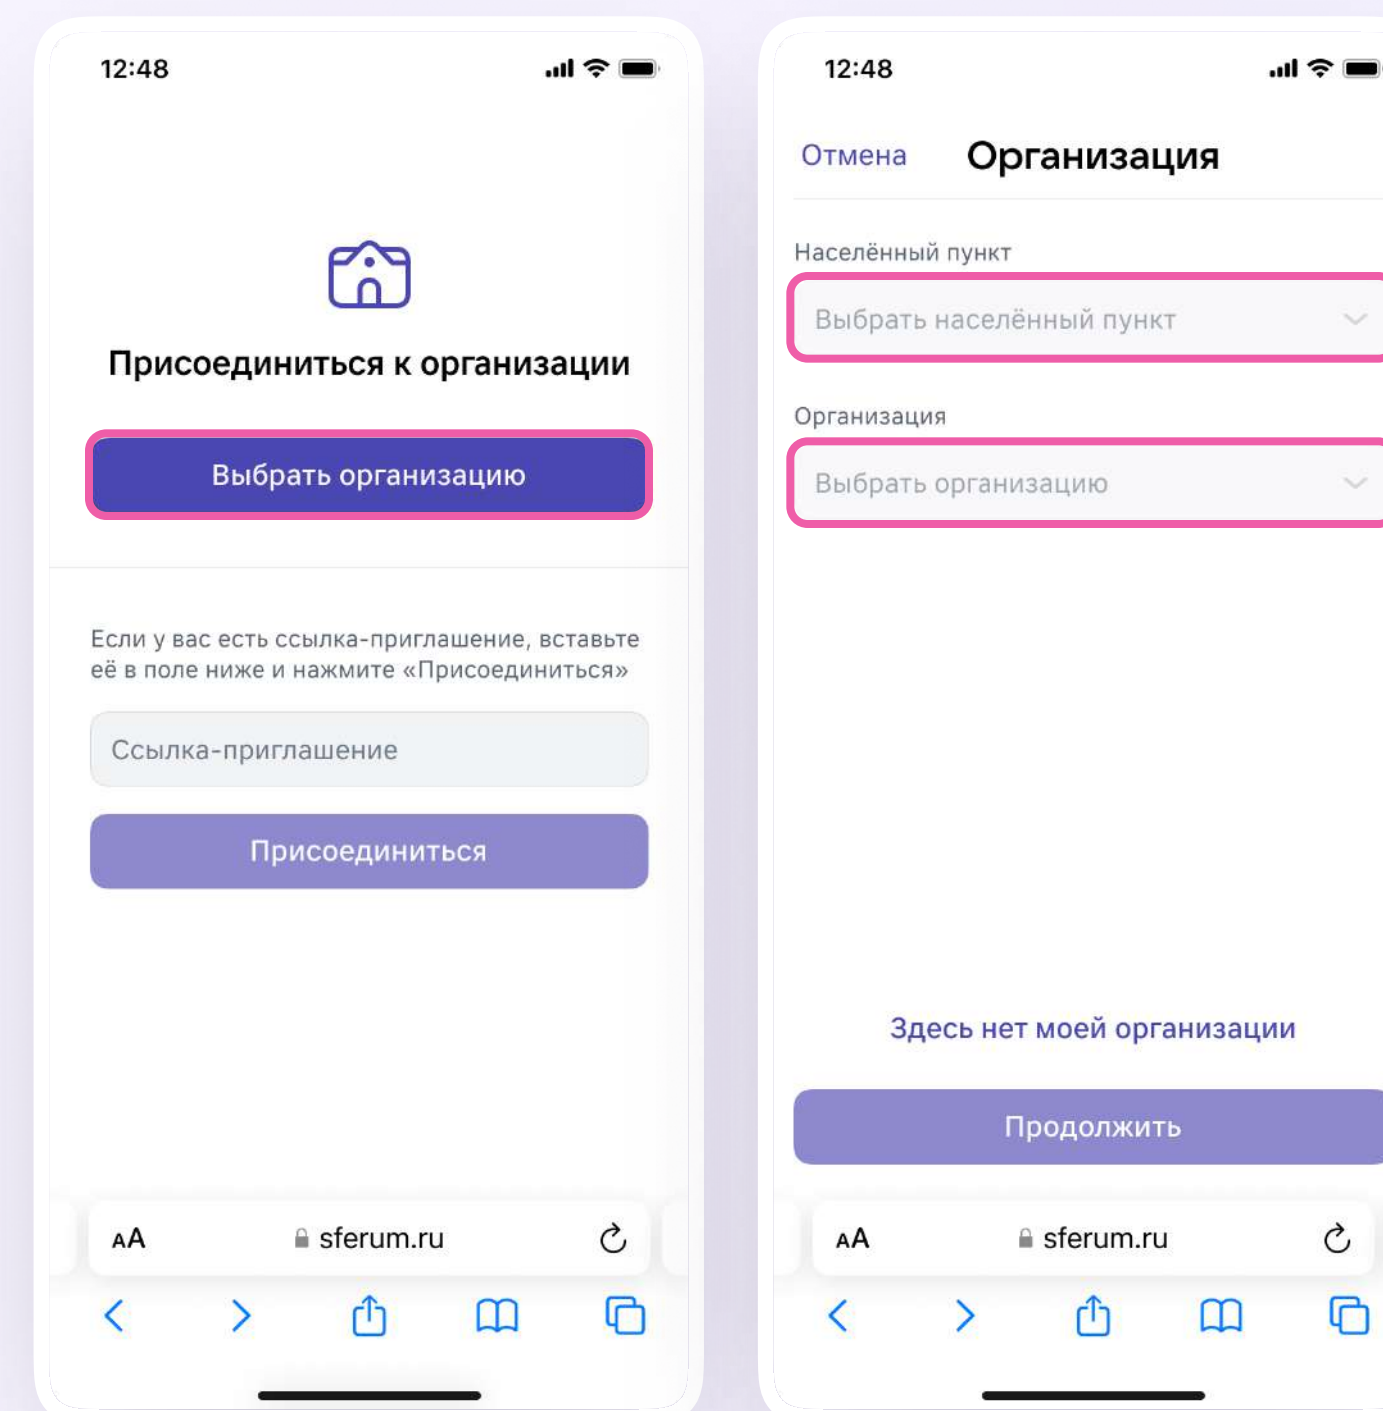 12:48
Присоединиться к организации
Выбрать организацию
Если у вас есть ссылка-приглашение, вставьте
её в поле ниже и нажмите «Присоединиться»
Ссылка-приглашение
Присоединиться
AA
sferum.ru
12:48
Отмена
Организация
Населённый пункт
Выбрать населённый пункт
Организация
Выбрать организацию
Здесь нет моей организации
Продолжить
AA
sferum.ru